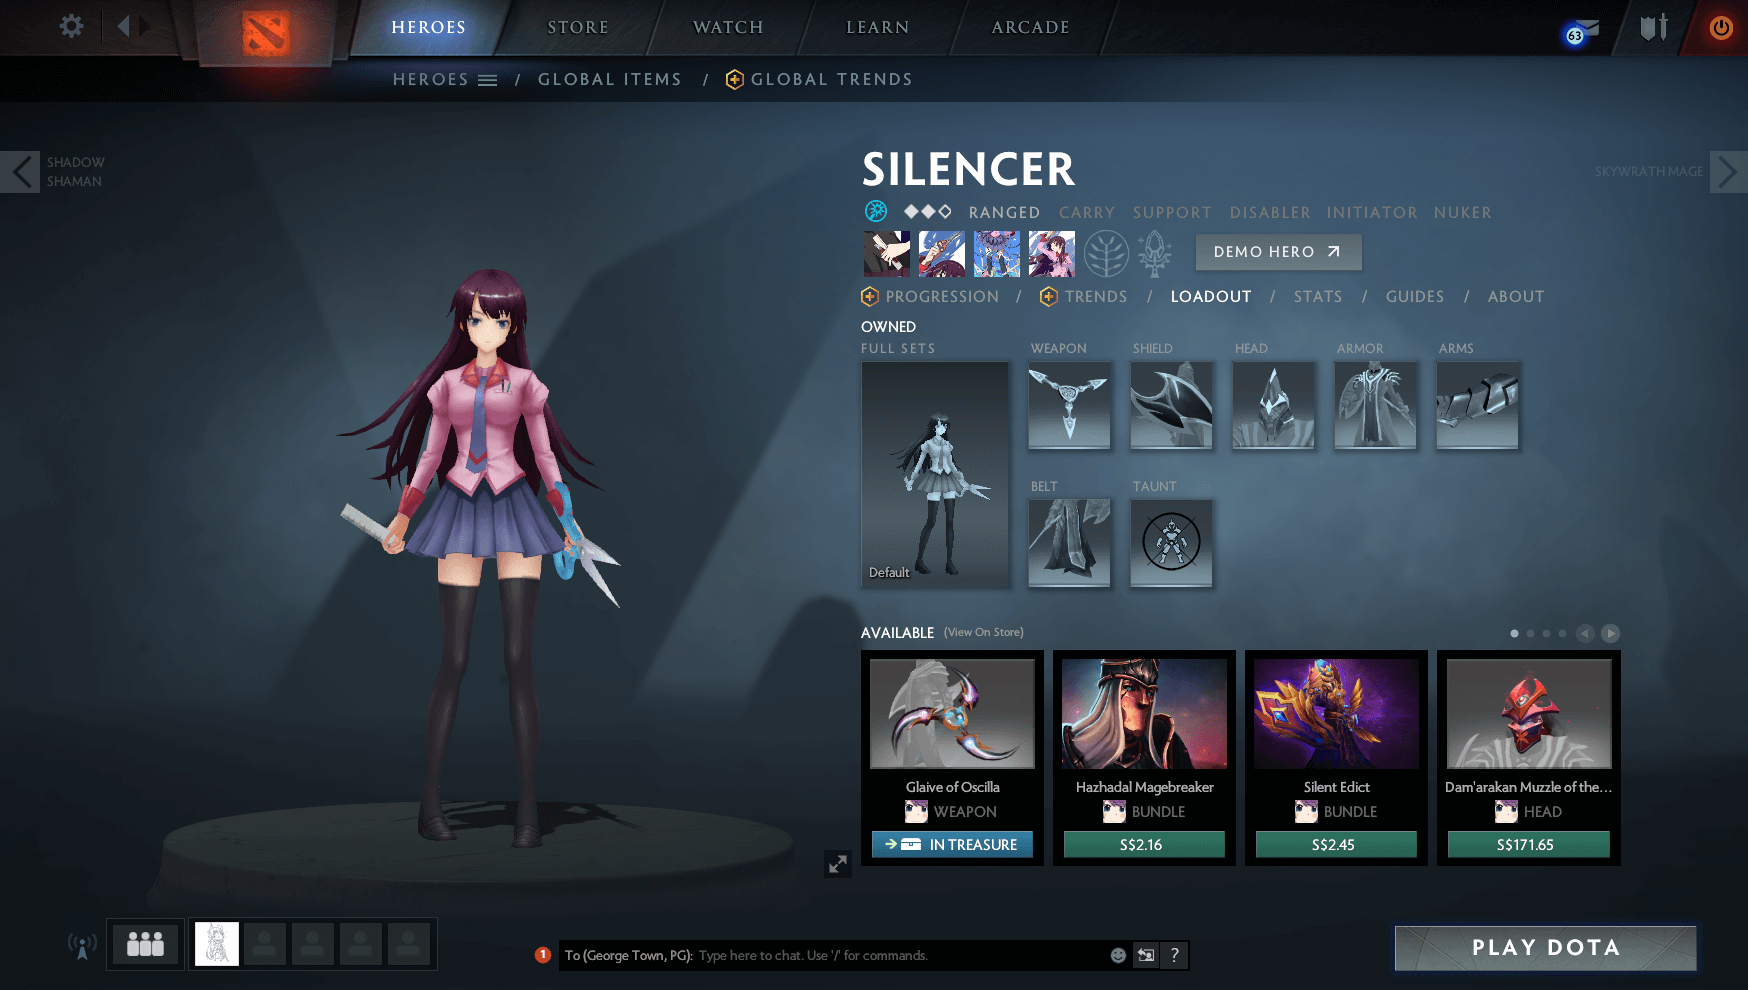 HEROES
STORE
WATCH
LEARN
ARCADE
63
HEROES / GLOBAL ITEMS / GLOBAL TRENDS
SHADOW
SHAMAN
SILENCER
SKYWRATH MAGE
RANGED CARRY SUPPORT DISABLER INITIATOR NUKER
DEMO HERO
PROGRESSION / TRENDS / LOADOUT / STATS / GUIDES / ABOUT
OWNED
FULL SETS
WEAPON
SHIELD
HEAD
ARMOR
ARMS
BELT
TAUNT
Default
AVAILABLE (View On Store)
Glaive of Oscilla
WEAPON
IN TREASURE
Hazhadal Magebreaker
BUNDLE
S$2.16
Silent Edict
BUNDLE
S$2.45
Dam'arakan Muzzle of the...
HEAD
S$171.65
1
To (George Town, PG): Type here to chat. Use '/' for commands.
?
PLAY DOTA